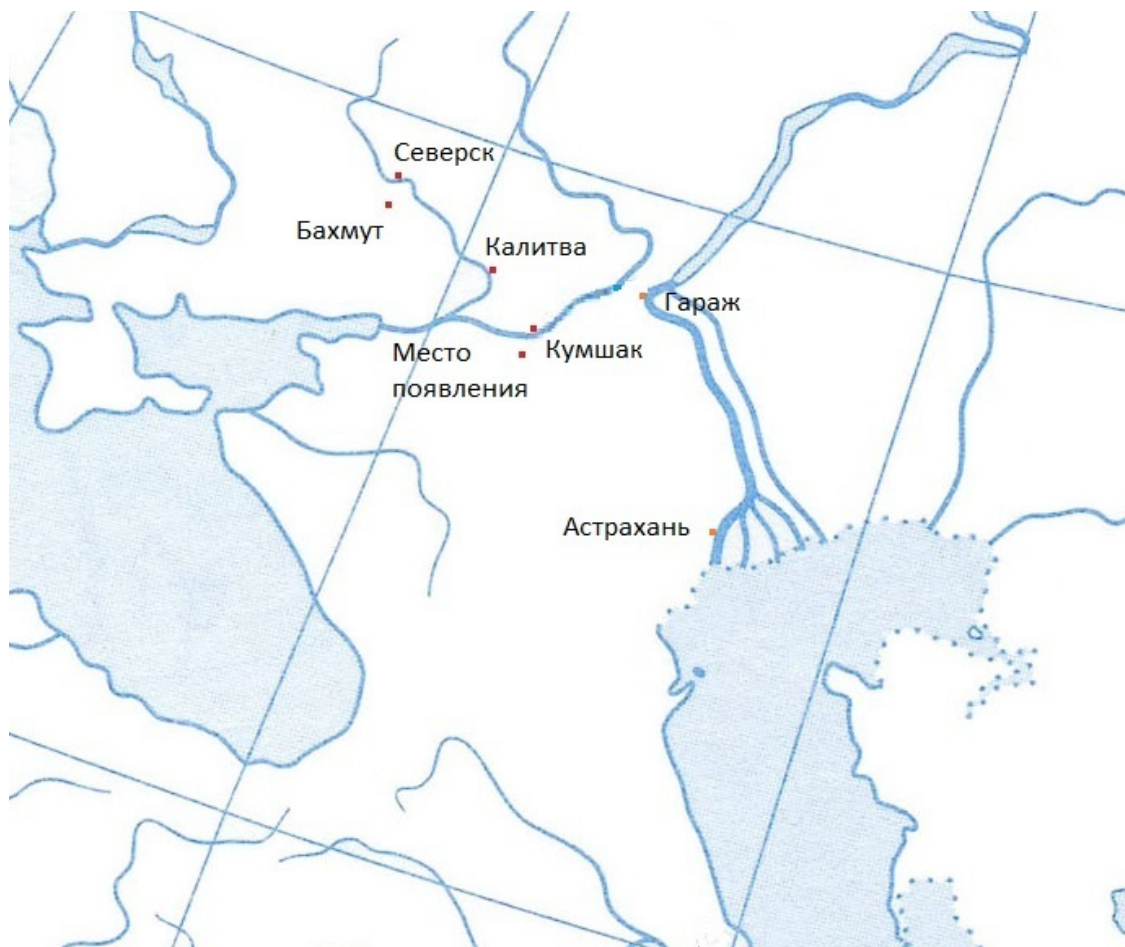 Северск
Бахмут
Калитва
Гараж
Кумшак
Место
появления
Астрахань